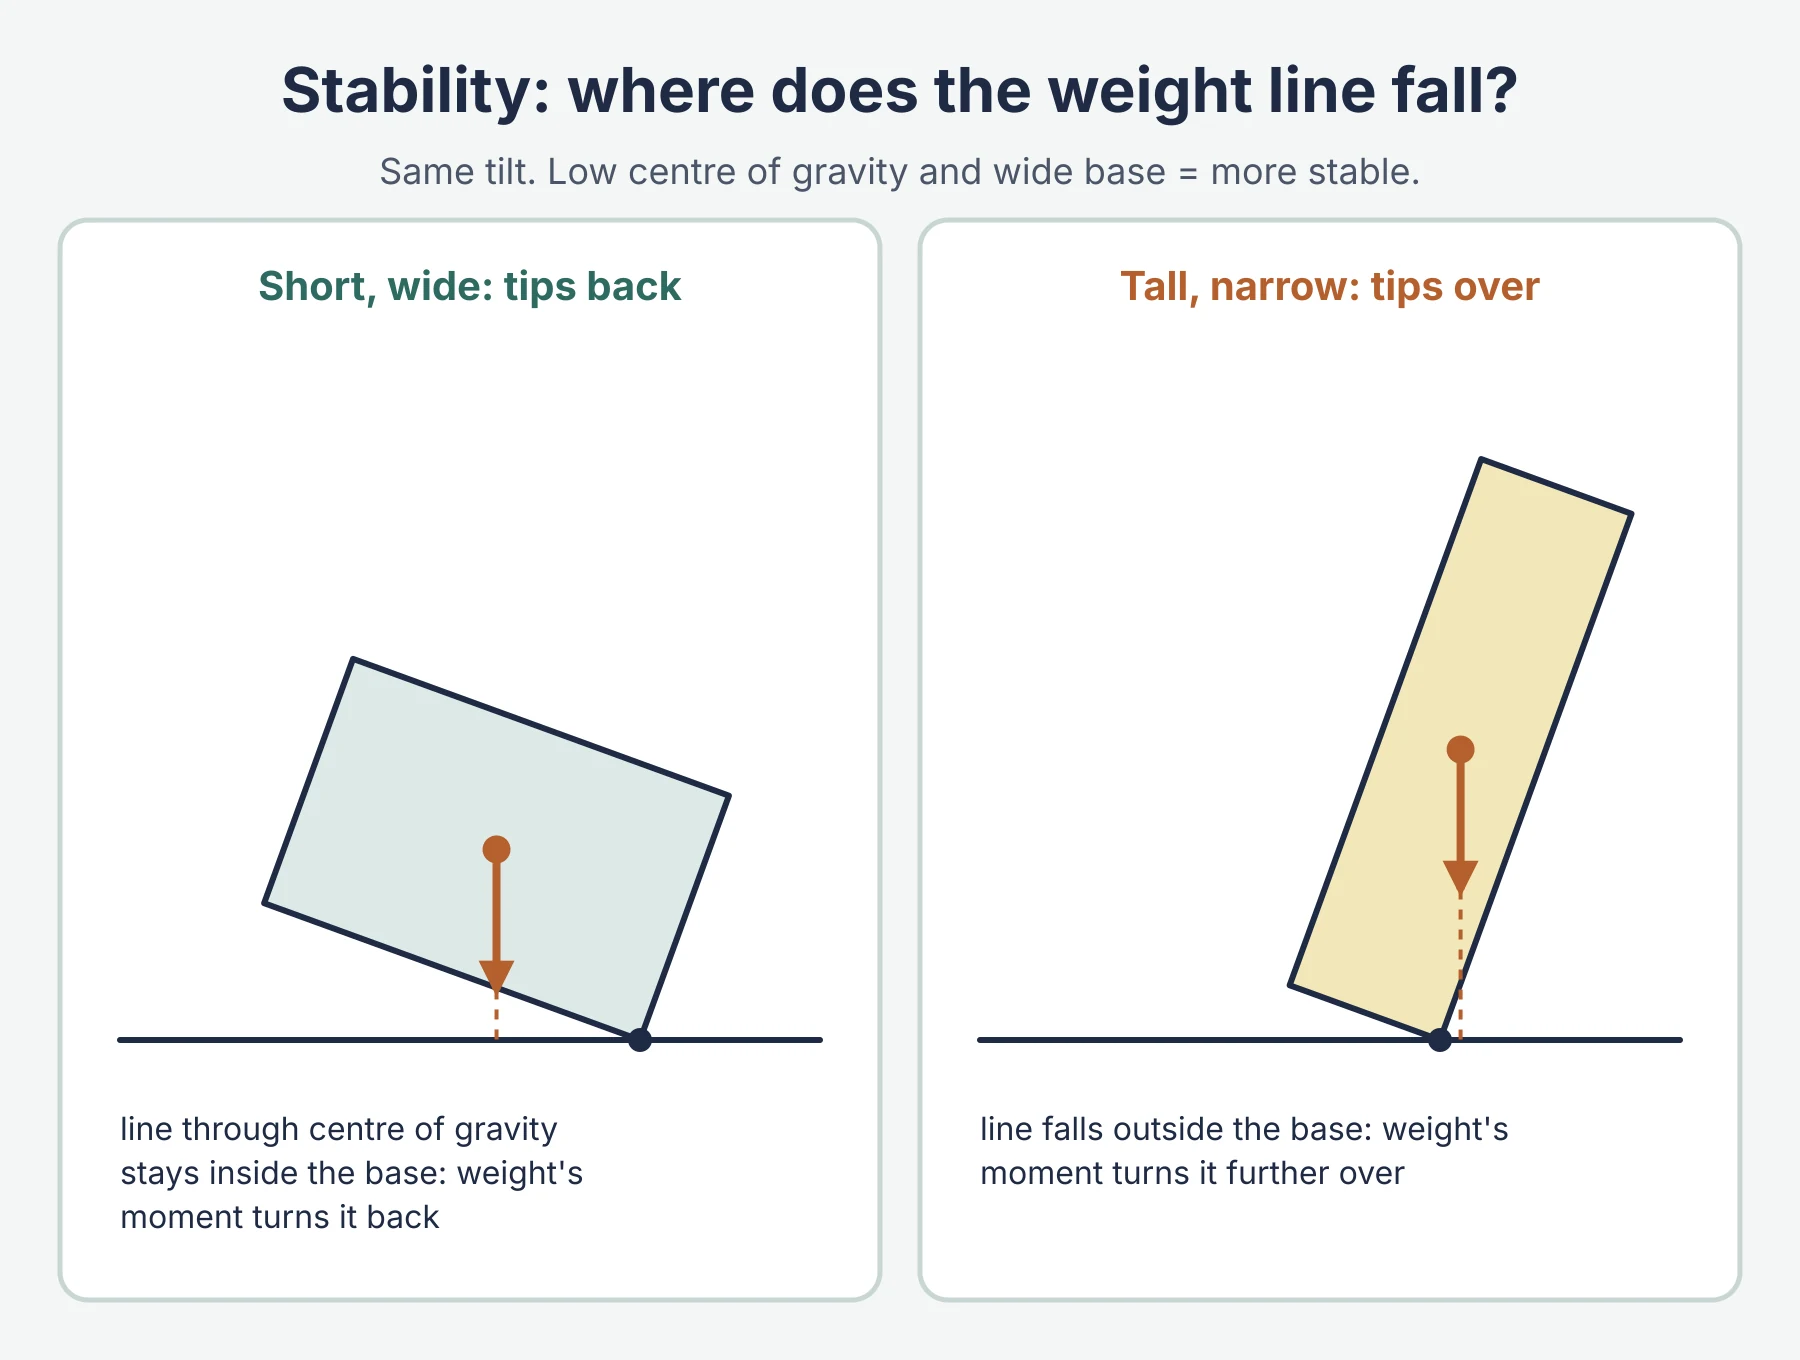 Stability: where does the weight line fall?
Same tilt. Low centre of gravity and wide base = more stable.
Short, wide: tips back
line through centre of gravity
stays inside the base: weight's
moment turns it back
Tall, narrow: tips over
line falls outside the base: weight's
moment turns it further over